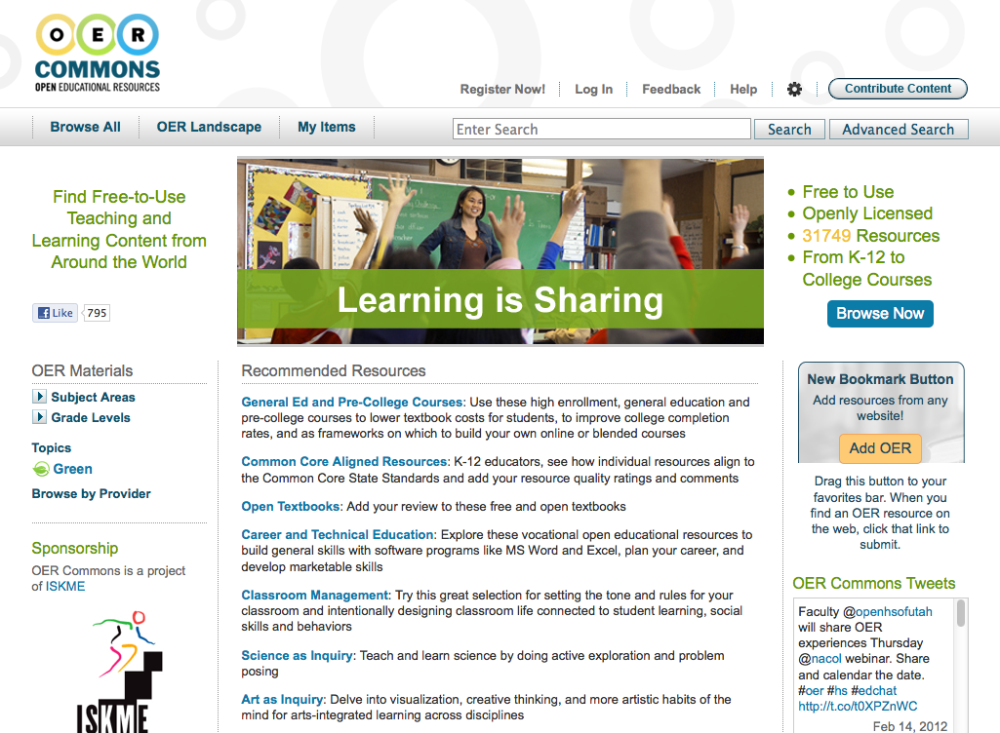 O E R
COMMONS
OPEN EDUCATIONAL RESOURCES
Register Now!
Log In
Feedback
Help
Contribute Content
Browse All
OER Landscape
My Items
Enter Search
Search
Advanced Search
Find Free-to-Use
Teaching and
Learning Content from
Around the World
Like
795
Learning is Sharing
Free to Use
Openly Licensed
31749 Resources
From K-12 to
College Courses
Browse Now
OER Materials
Subject Areas
Grade Levels
Topics
Green
Browse by Provider
Sponsorship
OER Commons is a project
of ISKME
ISKME
Recommended Resources
General Ed and Pre-College Courses: Use these high enrollment, general education and
pre-college courses to lower textbook costs for students, to improve college completion
rates, and as frameworks on which to build your own online or blended courses
Common Core Aligned Resources: K-12 educators, see how individual resources align to
the Common Core State Standards and add your resource quality ratings and comments
Open Textbooks: Add your review to these free and open textbooks
Career and Technical Education: Explore these vocational open educational resources to
build general skills with software programs like MS Word and Excel, plan your career, and
develop marketable skills
Classroom Management: Try this great selection for setting the tone and rules for your
classroom and intentionally designing classroom life connected to student learning, social
skills and behaviors
Science as Inquiry: Teach and learn science by doing active exploration and problem
posing
Art as Inquiry: Delve into visualization, creative thinking, and more artistic habits of the
mind for arts-integrated learning across disciplines
New Bookmark Button
Add resources from any
website!
Add OER
Drag this button to your
favorites bar. When you
find an OER resource on
the web, click that link to
submit.
OER Commons Tweets
Faculty @openhsofutah
will share OER
experiences Thursday
@nacol webinar. Share
and calendar the date.
#oer #hs #edchat
http://t.co/t0XPZnWC
Feb 14, 2012